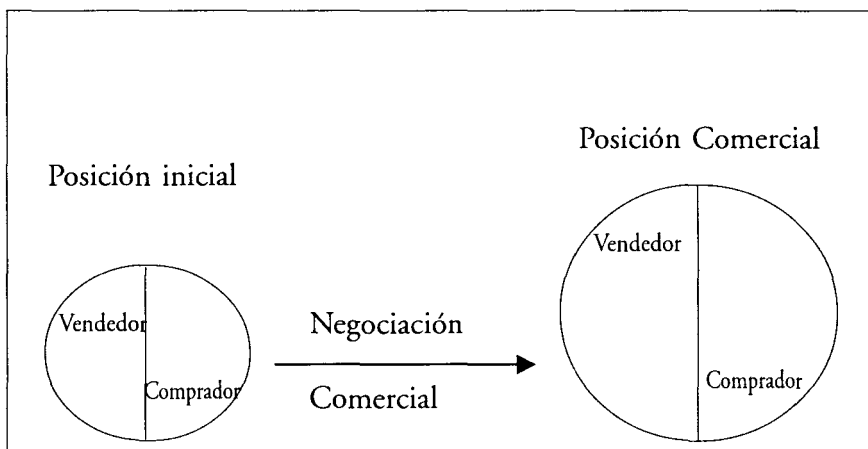 Posición Comercial
Posición inicial
Vendedor
Vendedor
Negociación
Comprador
Comprador
Comercial